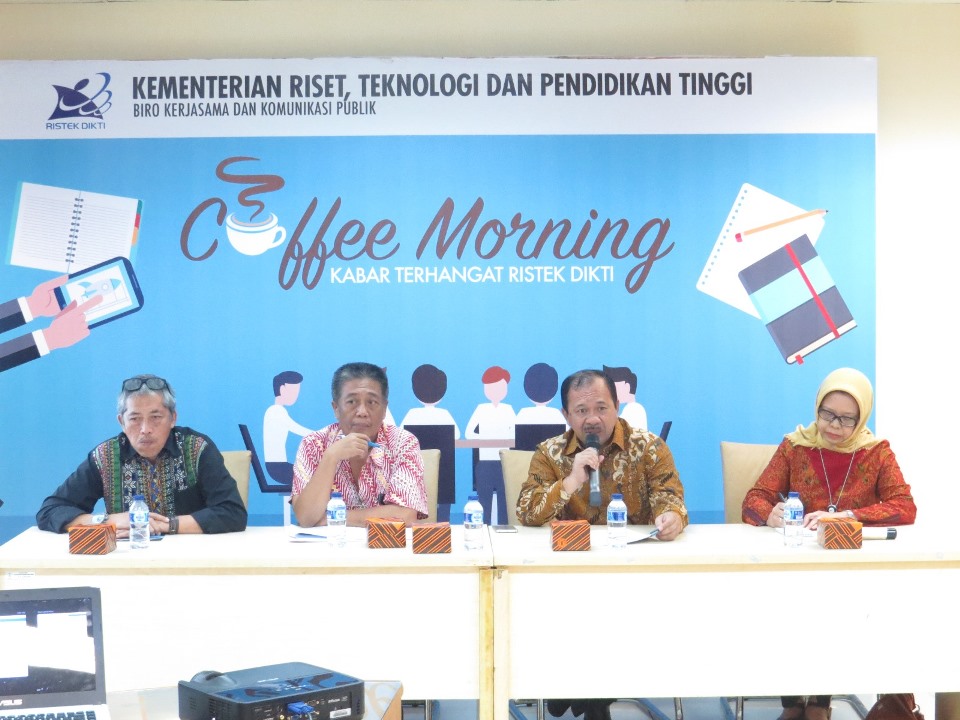 KEMENTERIAN RISET, TEKNOLOGI DAN PENDIDIKAN TINGGI
BIRO KERJASAMA DAN KOMUNIKASI PUBLIK
RISTEK DIKTI
Coffee Morning
KABAR TERHANGAT RISTEK DIKTI
ASUS